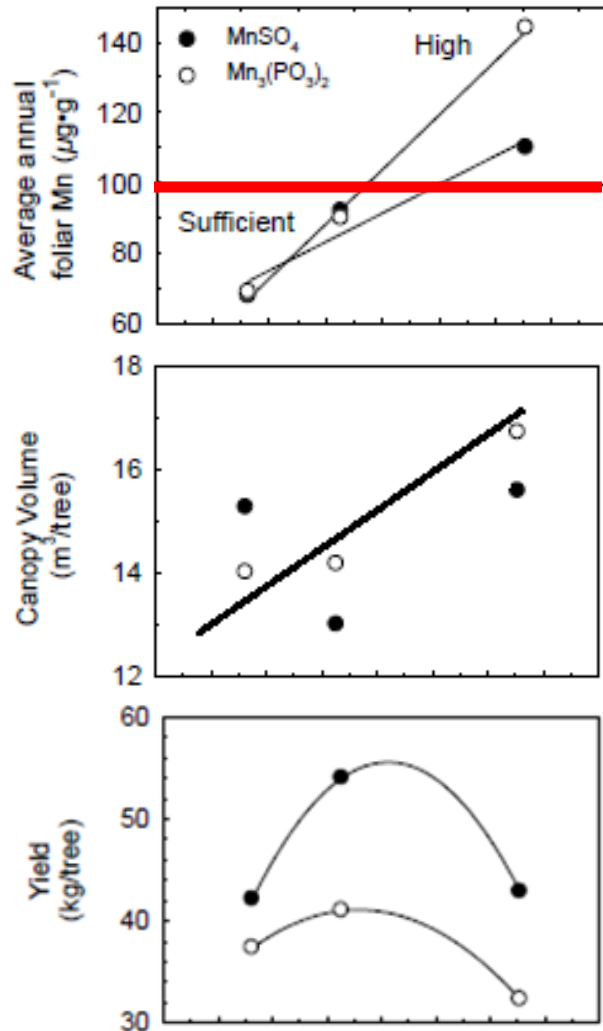 Average annual
foliar Mn (µg•g⁻¹)
140
120
100
80
60
MnSO₄
Mn₃(PO₃)₂
High
Sufficient
Canopy Volume
(m³/tree)
18
16
14
12
Yield
(kg/tree)
60
50
40
30